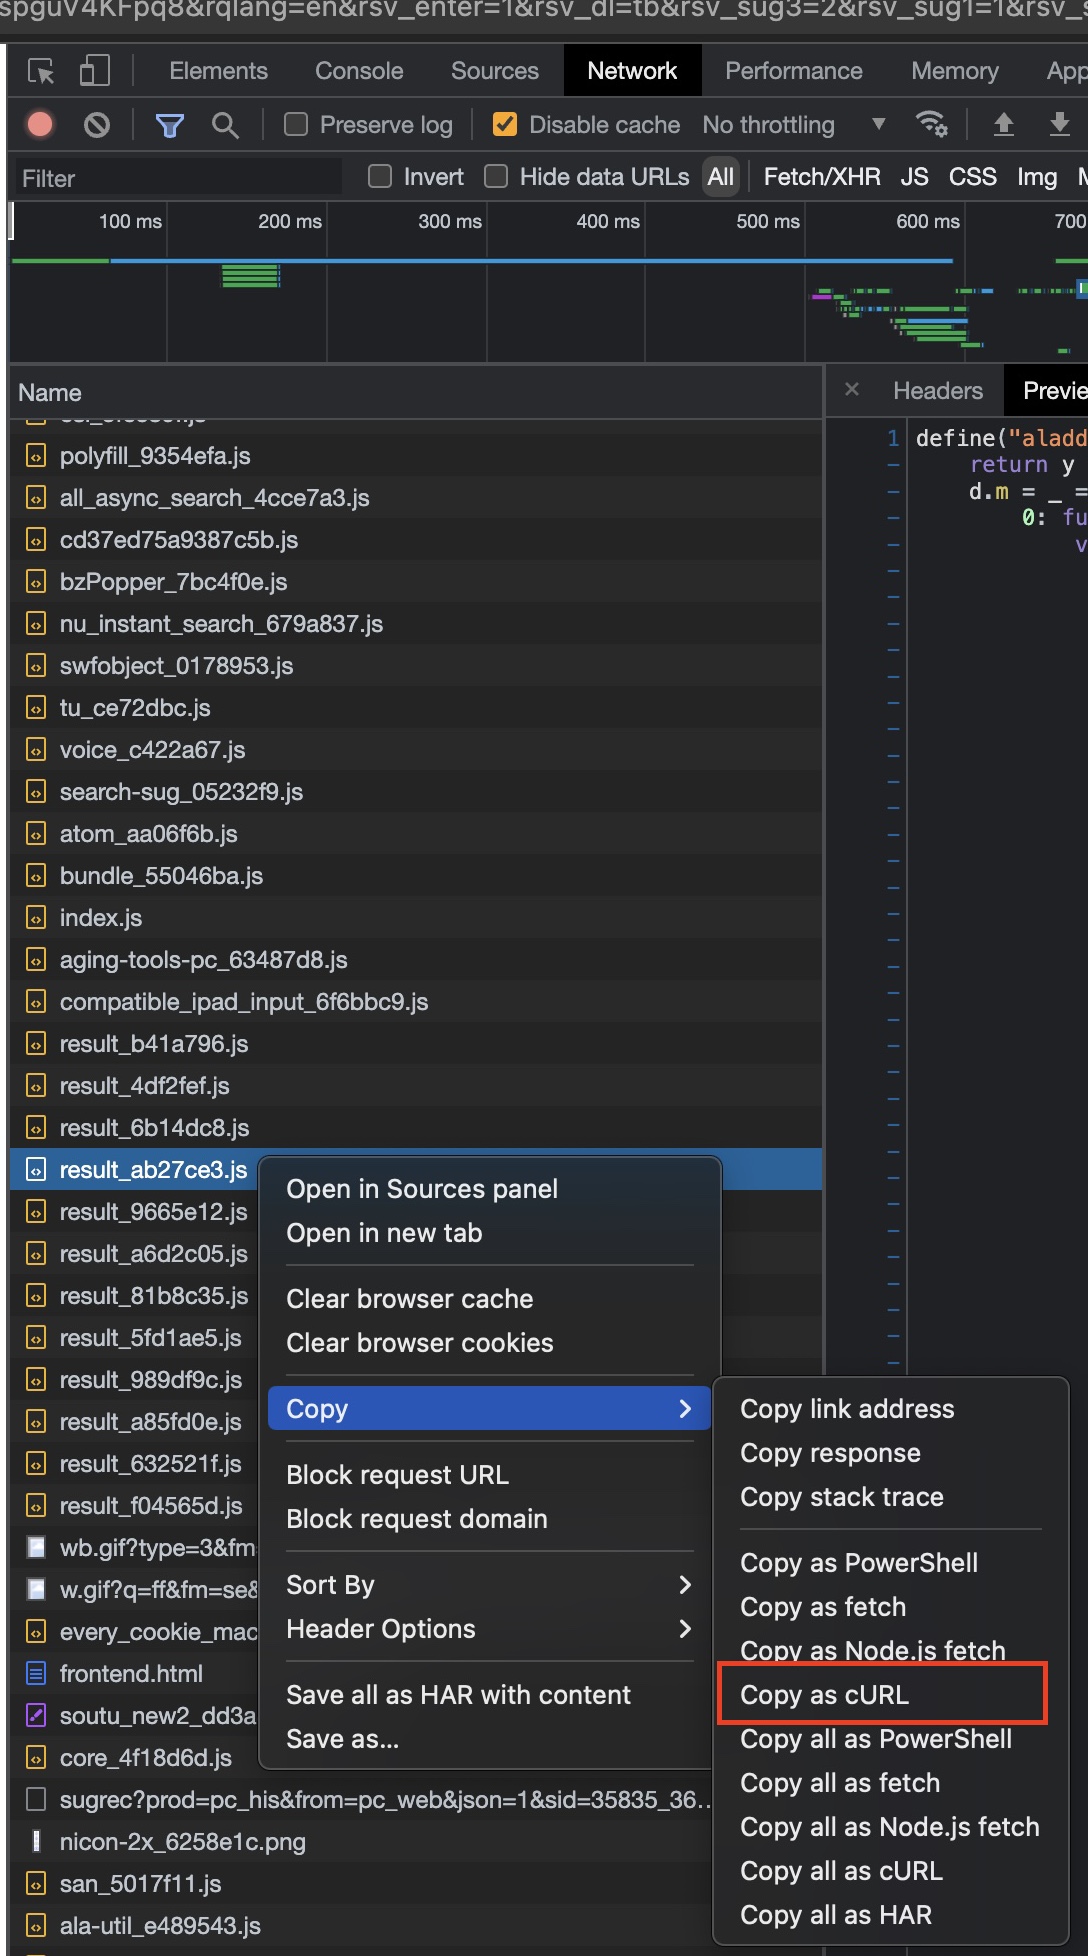 spguV4KFpq8&rqlang=en&rsv_enter=1&rsv_dl=tb&rsv_sug3=2&rsv_sug1=1&rsv_s
Elements Console Sources Network Performance Memory App
Preserve log Disable cache No throttling
Filter Invert Hide data URLs All Fetch/XHR JS CSS Img M
100 ms 200 ms 300 ms 400 ms 500 ms 600 ms 700
Name
Headers Previe
1 define("aladd
return y
d.m = _ =
0: fu
v
polyfill_9354efa.js
all_async_search_4cce7a3.js
cd37ed75a9387c5b.js
bzPopper_7bc4f0e.js
nu_instant_search_679a837.js
swfobject_0178953.js
tu_ce72dbc.js
voice_c422a67.js
search-sug_05232f9.js
atom_aa06f6b.js
bundle_55046ba.js
index.js
aging-tools-pc_63487d8.js
compatible_ipad_input_6f6bbc9.js
result_b41a796.js
result_4df2fef.js
result_6b14dc8.js
result_ab27ce3.js
result_9665e12.js
result_a6d2c05.js
result_81b8c35.js
result_5fd1ae5.js
result_989df9c.js
result_a85fd0e.js
result_632521f.js
result_f04565d.js
wb.gif?type=3&fm
w.gif?q=ff&fm=se&
every_cookie_mac
frontend.html
soutu_new2_dd3a
core_4f18d6d.js
sugrec?prod=pc_his&from=pc_web&json=1&sid=35835_36...
nicon-2x_6258e1c.png
san_5017f11.js
ala-util_e489543.js
Open in Sources panel
Open in new tab
Clear browser cache
Clear browser cookies
Copy
Block request URL
Block request domain
Sort By
Header Options
Save all as HAR with content
Save as...
Copy link address
Copy response
Copy stack trace
Copy as PowerShell
Copy as fetch
Copy as Node.js fetch
Copy as cURL
Copy all as PowerShell
Copy all as fetch
Copy all as Node.js fetch
Copy all as cURL
Copy all as HAR